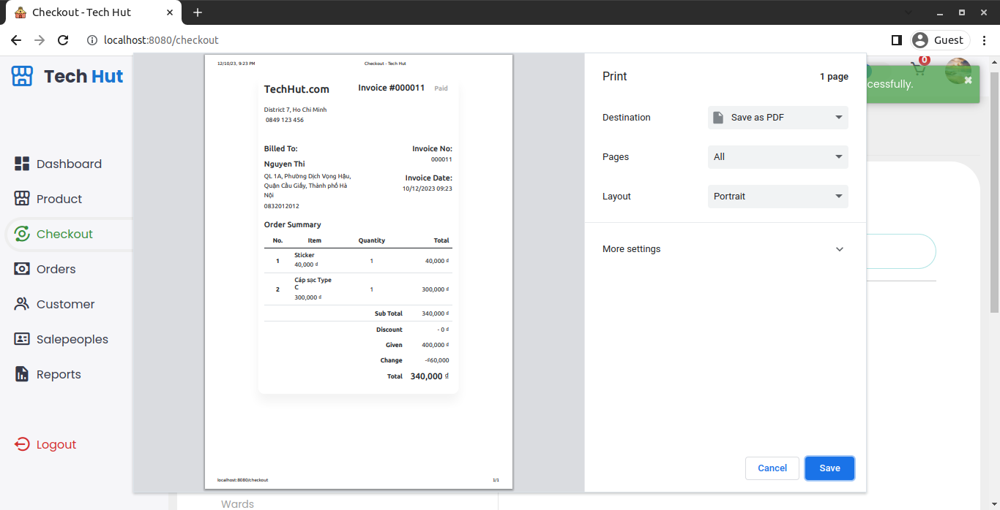 Checkout - Tech Hut
localhost:8080/checkout
Guest
Tech Hut
0
cessfully.
Dashboard
Product
Checkout
Orders
Customer
Salepeoples
Reports
Logout
12/10/23, 9:23 PM
Checkout - Tech Hut
TechHut.com
Invoice #000011 Paid
District 7, Ho Chi Minh
0849 123 456
Billed To:
Nguyen Thi
QL 1A, Phường Dịch Vọng Hậu,
Quận Cầu Giấy, Thành phố Hà
Nội
0832012012
Invoice No:
000011
Invoice Date:
10/12/2023 09:23
Order Summary
No. Item Quantity Total
1 Sticker 1 40,000 ₫
40,000 ₫
2 Cáp sạc Type 1 300,000 ₫
C
300,000 ₫
Sub Total 340,000 ₫
Discount - 0 ₫
Given 400,000 ₫
Change -₫60,000
Total 340,000 ₫
localhost:8080/checkout
1/1
Print
1 page
Destination Save as PDF
Pages All
Layout Portrait
More settings
Cancel Save
Wards